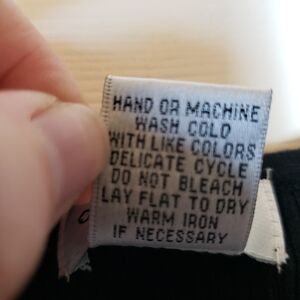 HAND OR MACHINE
WASH COLD
WITH LIKE COLORS
DELICATE CYCLE
DO NOT BLEACH
LAY FLAT TO DRY
WARM IRON
IF NECESSARY